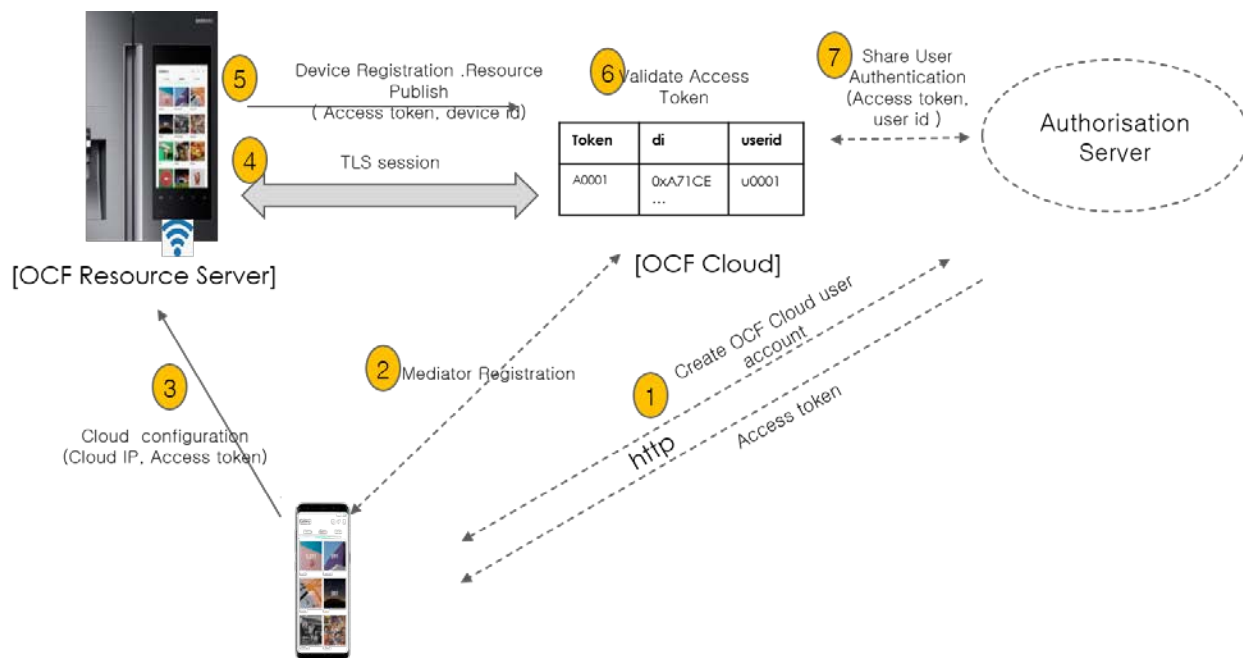 5
Device Registration .Resource
Publish
( Access token, device id)
6
Validate Access
Token
7
Share User
Authentication
(Access token,
user id )
Authorisation
Server
4
TLS session
Token di userid
A0001 0xA71CE
...
u0001
[OCF Resource Server]
[OCF Cloud]
3
Cloud configuration
(Cloud IP, Access token)
2
Mediator Registration
1
Create OCF Cloud user
account
http
Access token